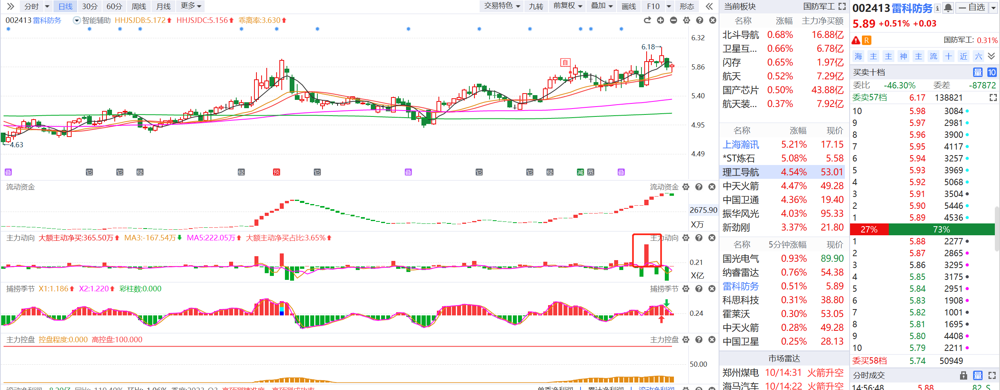 分时 日线 30分 60分 周线 月线 更多 交易特色 九转 前复权 叠加 画线 F10 形态
002413 雷科防务 智能辅助 HHJSJDB:5.172 HHJSJDC:5.156 乖离率:3.630
6.32
6.18→
5.86
自
5.40
4.95
←4.63
4.49
叠 它 它 经 经 预 它 叠 它 它 经 减 员 叠
流动资金 流动资金
2675.90
X万
主力动向 大额主动净买:365.50万 MA3:-167.54万 MA5:222.05万 大额主动净买占比:3.65% 主力动向
0.21
X亿
捕捞季节 X1:1.186 X2:1.220 彩柱数:0.000 捕捞季节
0.24
主力控盘 控盘程度:0.000 高控盘:100.000 主力控盘
50.00
当前板块 国防军工
名称 涨幅 主力净买额
北斗导航 0.68% 16.88亿
卫星互... 0.66% 6.78亿
闪存 0.65% 1.97亿
航天 0.52% 7.29亿
国产芯片 0.50% 43.88亿
航天装... 0.37% 7.92亿
名称 涨幅 现价
上海瀚讯 5.21% 17.15
*ST炼石 5.08% 5.58
理工导航 4.54% 53.01
中天火箭 4.47% 49.28
中国卫通 4.36% 19.40
振华风光 4.03% 95.33
新劲刚 3.37% 21.80
名称 5分钟涨幅 现价
国光电气 0.93% 89.90
纳睿雷达 0.76% 54.38
雷科防务 0.51% 5.89
科思科技 0.31% 38.80
霍莱沃 0.30% 53.05
中天火箭 0.28% 49.28
中国卫星 0.25% 28.13
市场雷达
郑州煤电 10/14:31 火箭升空
海马汽车 10/14:22 火箭升空
002413 雷科防务 i 自选
5.89 +0.51% +0.03
R 国防军工: 0.31%
海 主 主 神 主 流 十 近 六
买卖十档 量 10
委比 -46.30% 委差 -87872
委卖57档 6.17 138821
10 5.98 3084
9 5.97 2981
8 5.96 3900
7 5.95 4117
6 5.94 3257
5 5.93 3969
4 5.92 5068
3 5.91 3504
2 5.90 5446
1 5.89 4536
27% 73%
1 5.88 2277
2 5.87 2865
3 5.86 3295
4 5.85 3175
5 5.84 2951
6 5.83 1908
7 5.82 1001
8 5.81 1695
9 5.80 4408
10 5.79 2211
委买58档 5.74 50949
分时成交 量
14:56:48 5.88 82 S